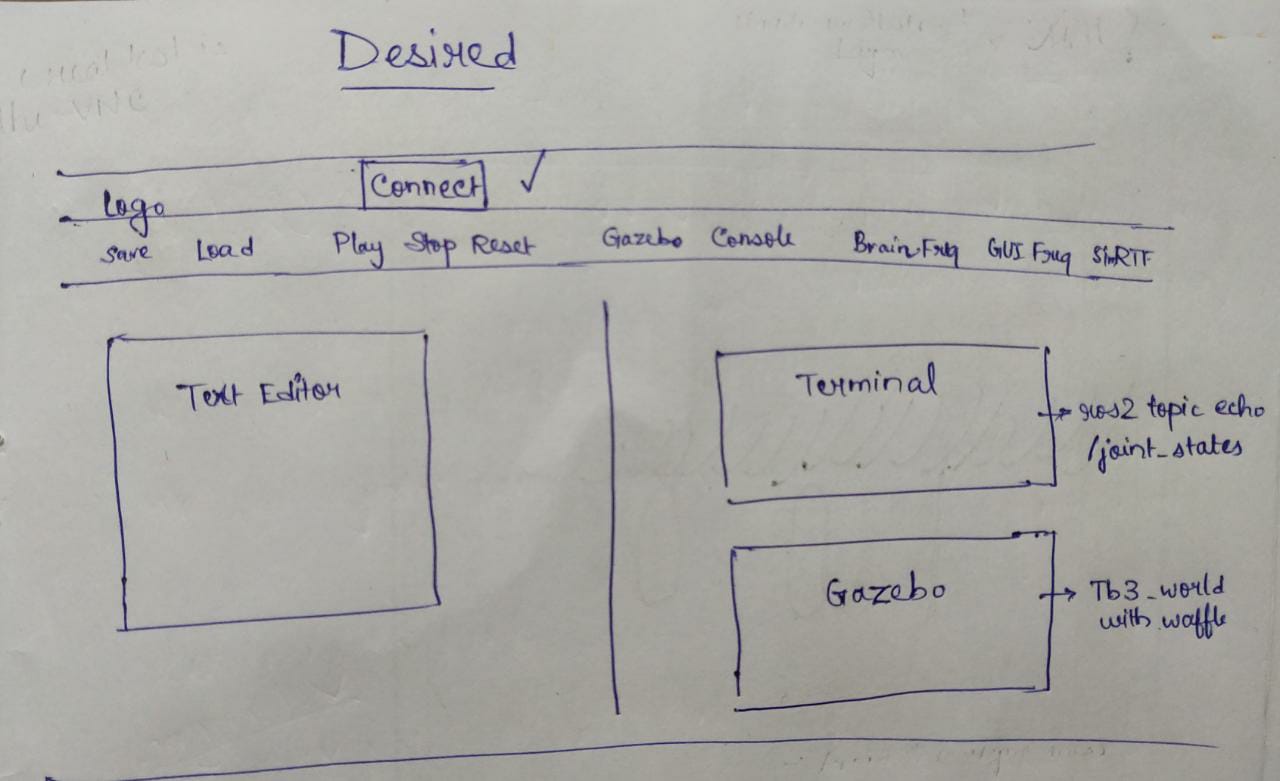 Desired
Logo Connect ✓
Save Load Play Stop Reset Gazebo Console Brain Freq GUI Freq SimRTF
Text Editor
Terminal
ros2 topic echo
/joint_states
Gazebo
Tb3_world
with waffle